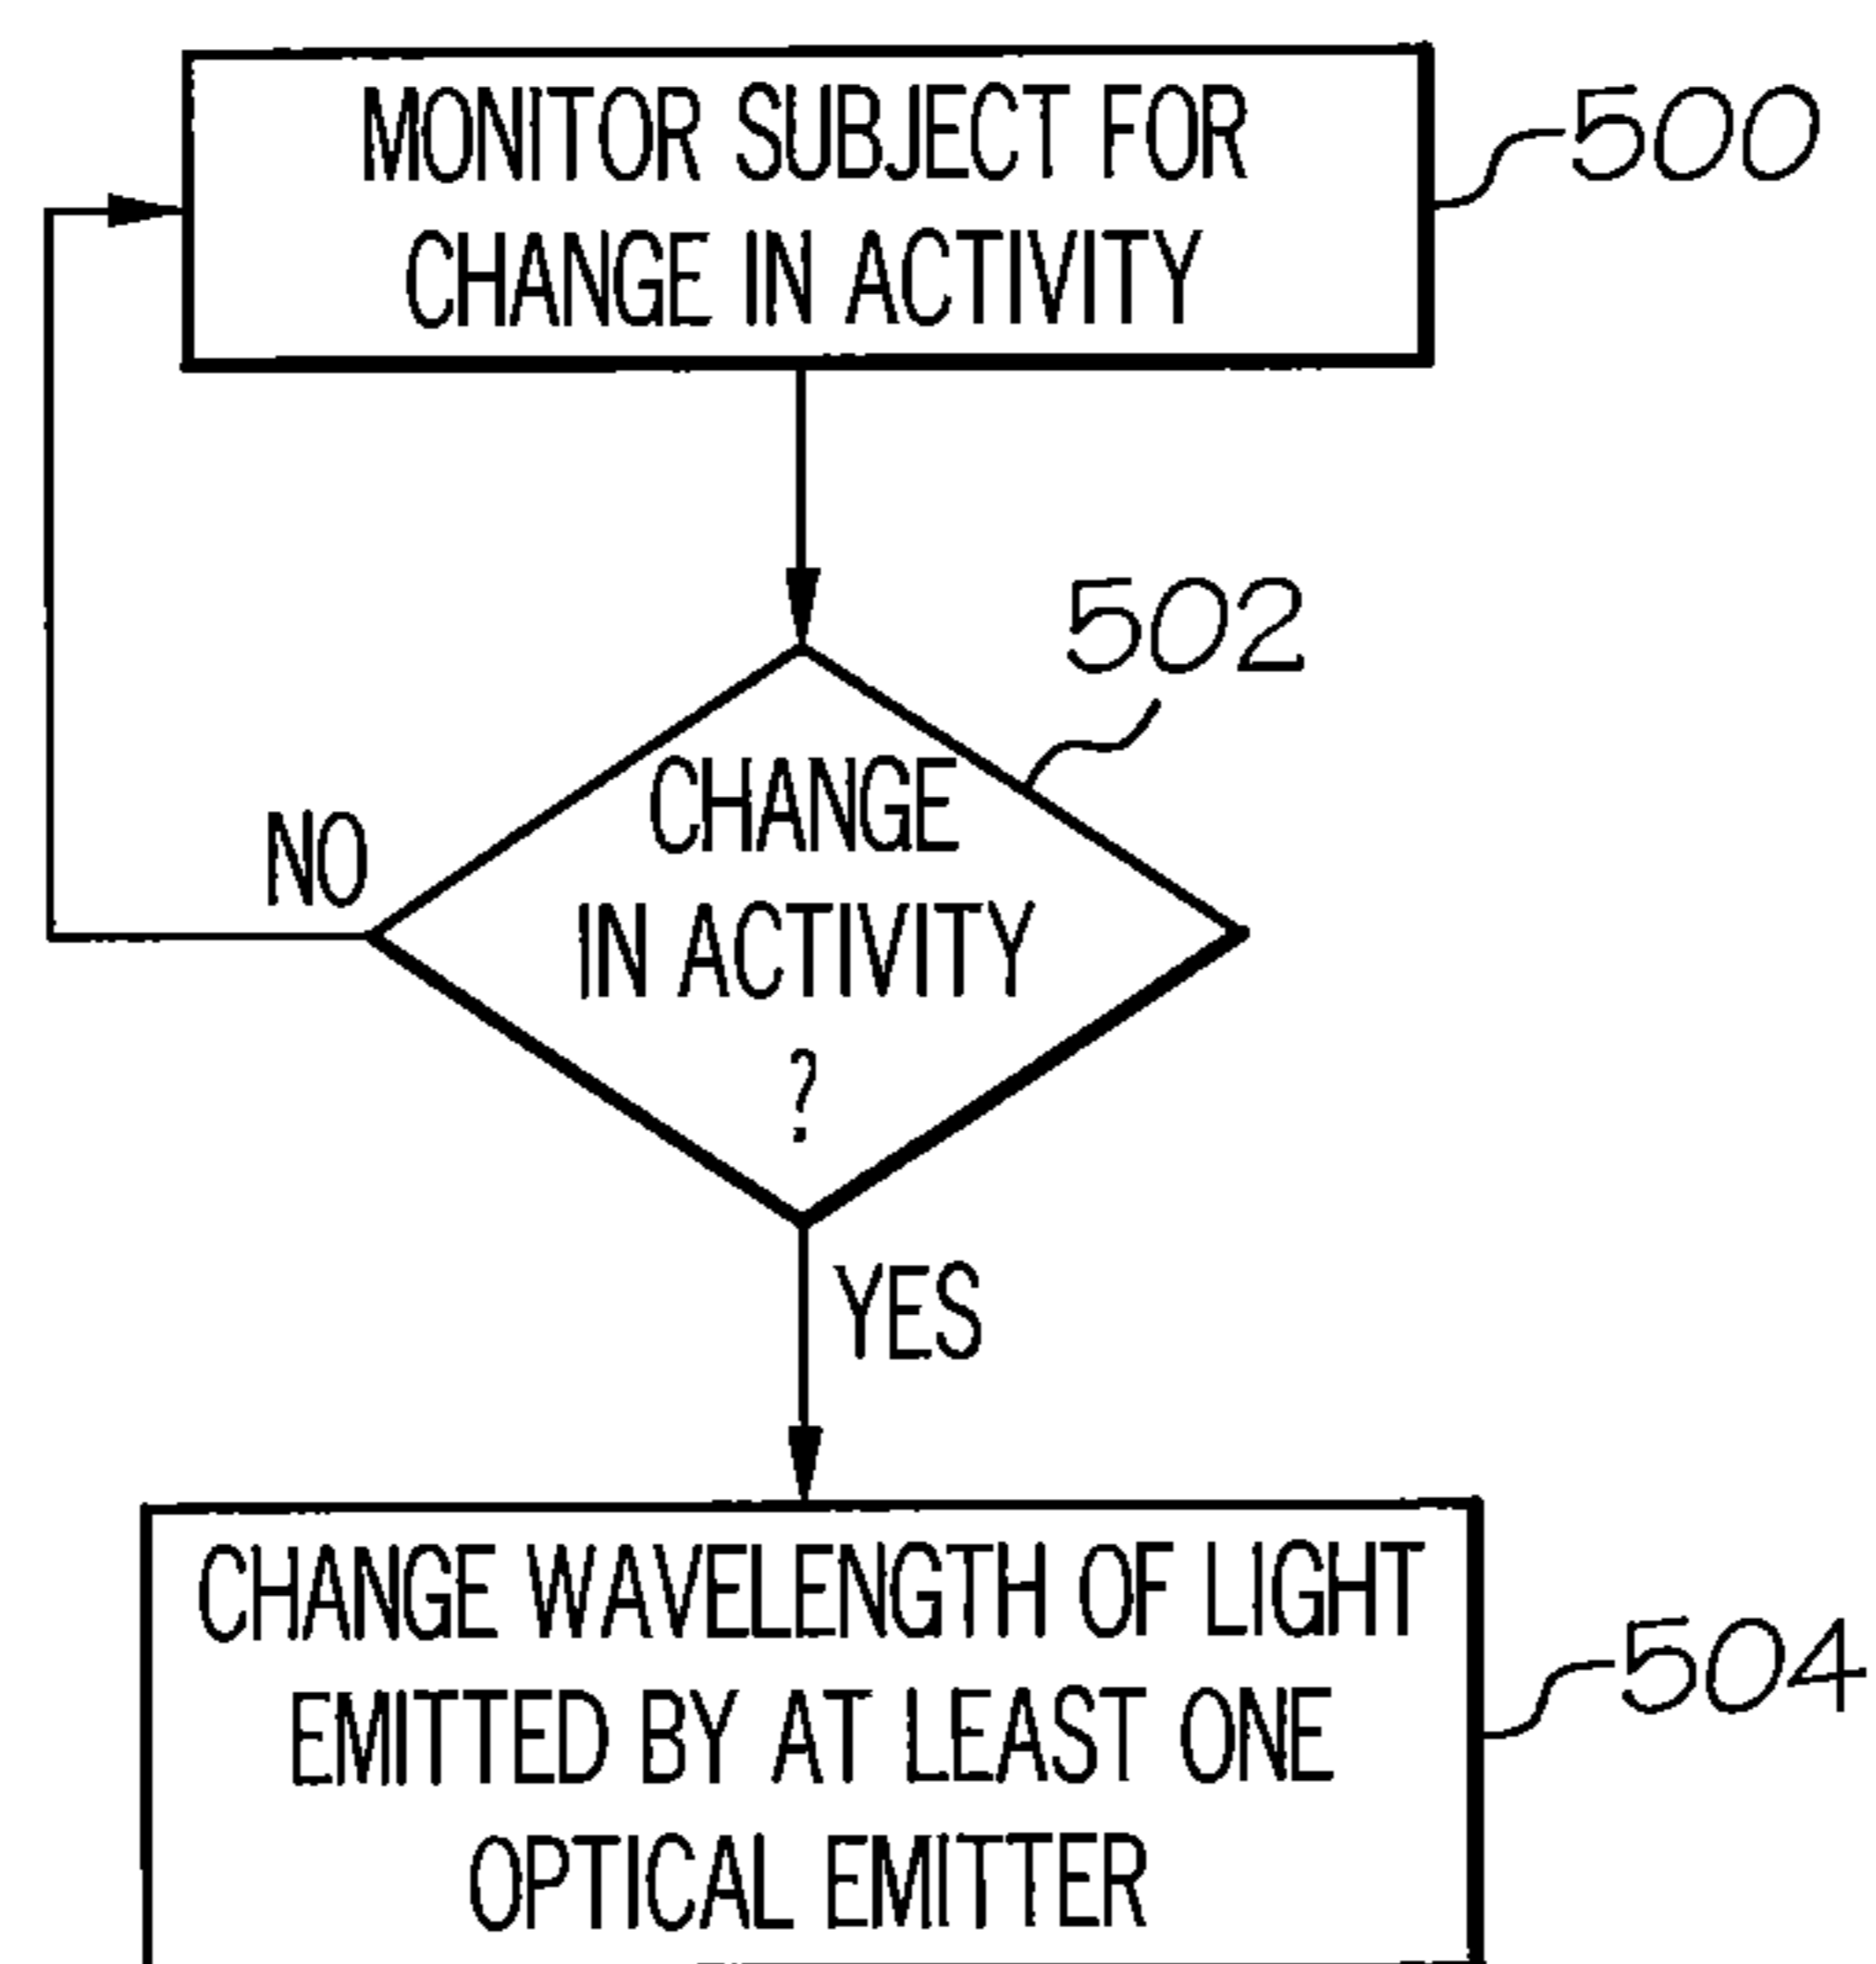 MONITOR SUBJECT FOR
CHANGE IN ACTIVITY
500
502
CHANGE
IN ACTIVITY
?
NO
YES
CHANGE WAVELENGTH OF LIGHT
EMITTED BY AT LEAST ONE
OPTICAL EMITTER
504